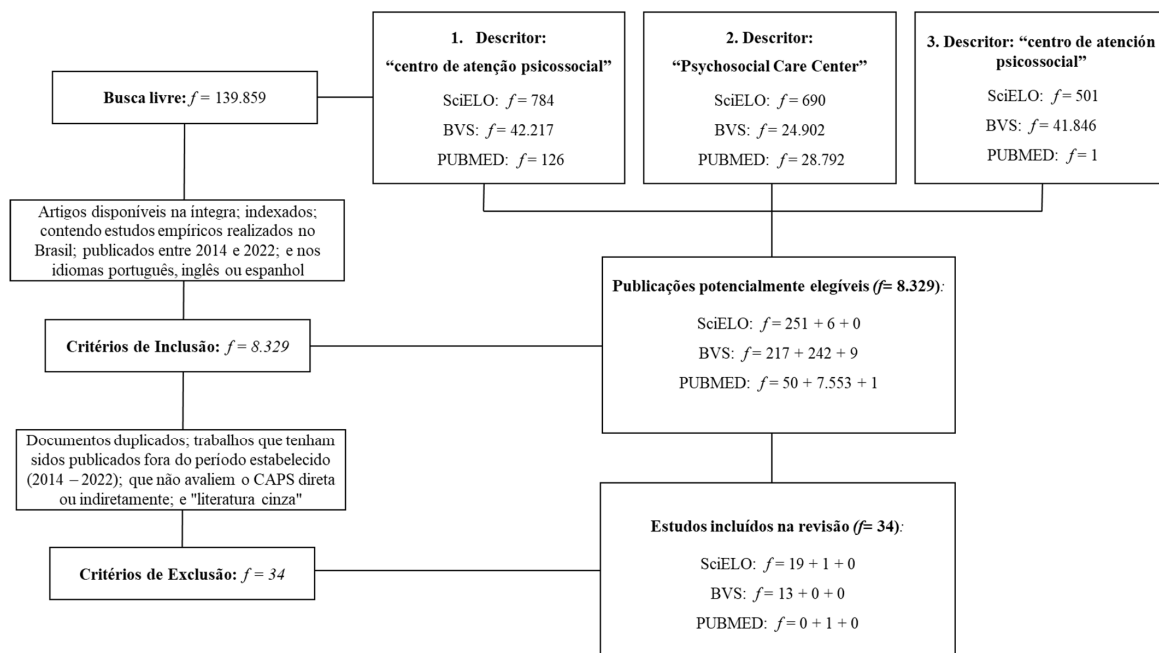 1. Descritor:
“centro de atenção psicossocial”
SciELO: f = 784
BVS: f = 42.217
PUBMED: f = 126
2. Descritor:
“Psychosocial Care Center”
SciELO: f = 690
BVS: f = 24.902
PUBMED: f = 28.792
3. Descritor: “centro de atención
psicossocial”
SciELO: f = 501
BVS: f = 41.846
PUBMED: f = 1
Busca livre: f = 139.859
Artigos disponíveis na íntegra; indexados;
contendo estudos empíricos realizados no
Brasil; publicados entre 2014 e 2022; e nos
idiomas português, inglês ou espanhol
Publicações potencialmente elegíveis (f= 8.329):
SciELO: f = 251 + 6 + 0
BVS: f = 217 + 242 + 9
PUBMED: f = 50 + 7.553 + 1
Critérios de Inclusão: f = 8.329
Documentos duplicados; trabalhos que tenham
sidos publicados fora do período estabelecido
(2014 – 2022); que não avaliem o CAPS direta
ou indiretamente; e "literatura cinza"
Estudos incluídos na revisão (f= 34):
SciELO: f = 19 + 1 + 0
BVS: f = 13 + 0 + 0
PUBMED: f = 0 + 1 + 0
Critérios de Exclusão: f = 34